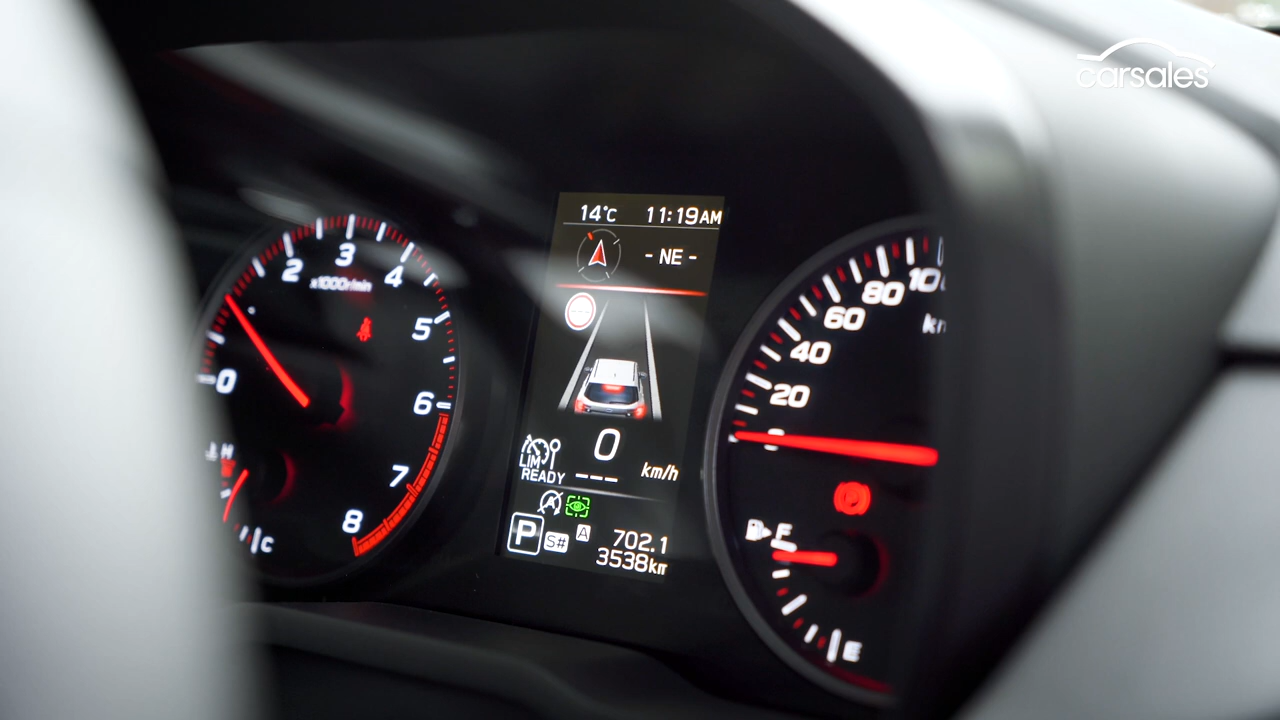 carsales
14°C 11:19AM
- NE -
0
km/h
LIM
READY
---
P S# A
702.1
3538km
0 2 3 4 5 6 7 8
x1000r/min
H
C
20 40 60 80
P
F
E